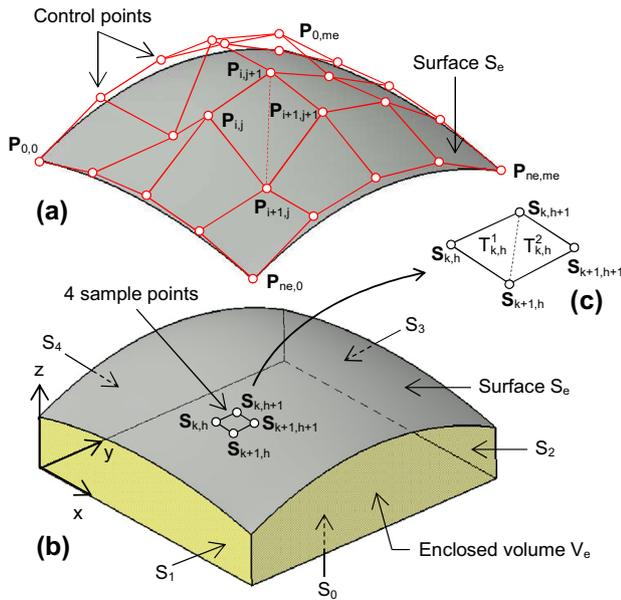 Control points
P0,me
Surface Se
Pi,j+1
Pi,j
Pi+1,j+1
P0,0
Pne,me
(a)
Pi+1,j
Pne,0
Sk,h+1
T1k,h
T2k,h
Sk,h
Sk+1,h+1
Sk+1,h
(c)
4 sample points
S4
S3
z
Surface Se
Sk,h+1
Sk,h
Sk+1,h+1
Sk+1,h
y
S2
x
(b)
S1
S0
Enclosed volume Ve